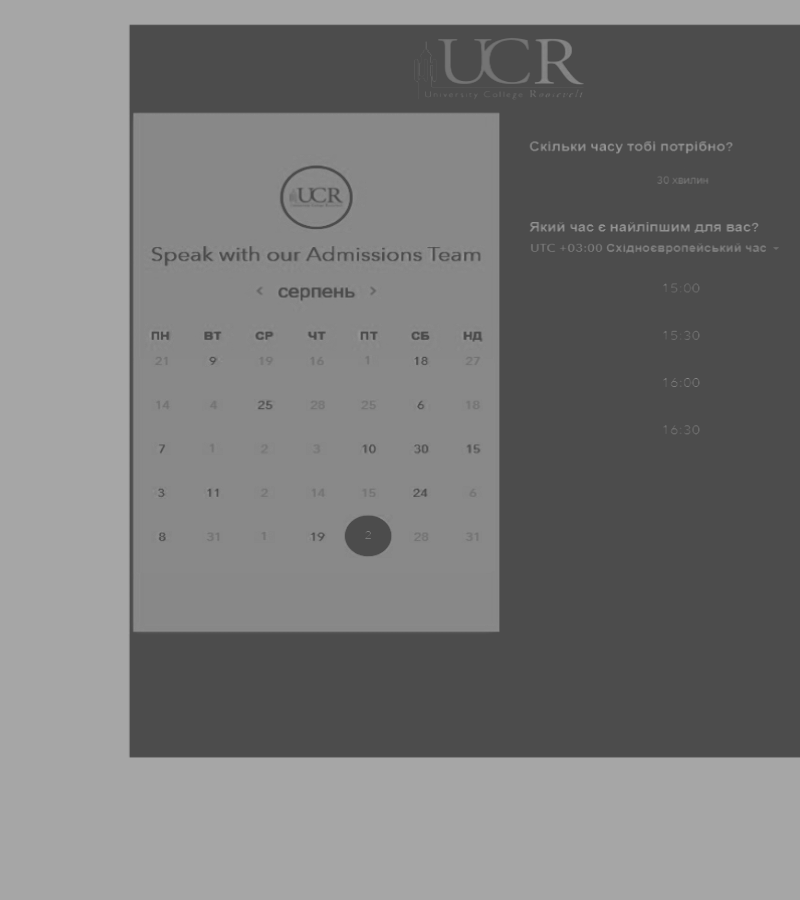 UCR
University College Roosevelt
UCR
Speak with our Admissions Team
‹ серпень ›
ПН ВТ СР ЧТ ПТ СБ НД
21 9 19 16 1 18 27
14 4 25 28 25 6 18
7 1 2 3 10 30 15
3 11 2 14 15 24 6
8 31 1 19 2 28 31
Скільки часу тобі потрібно?
30 хвилин
Який час є найліпшим для вас?
UTC +03:00 Східноєвропейський час
15:00
15:30
16:00
16:30